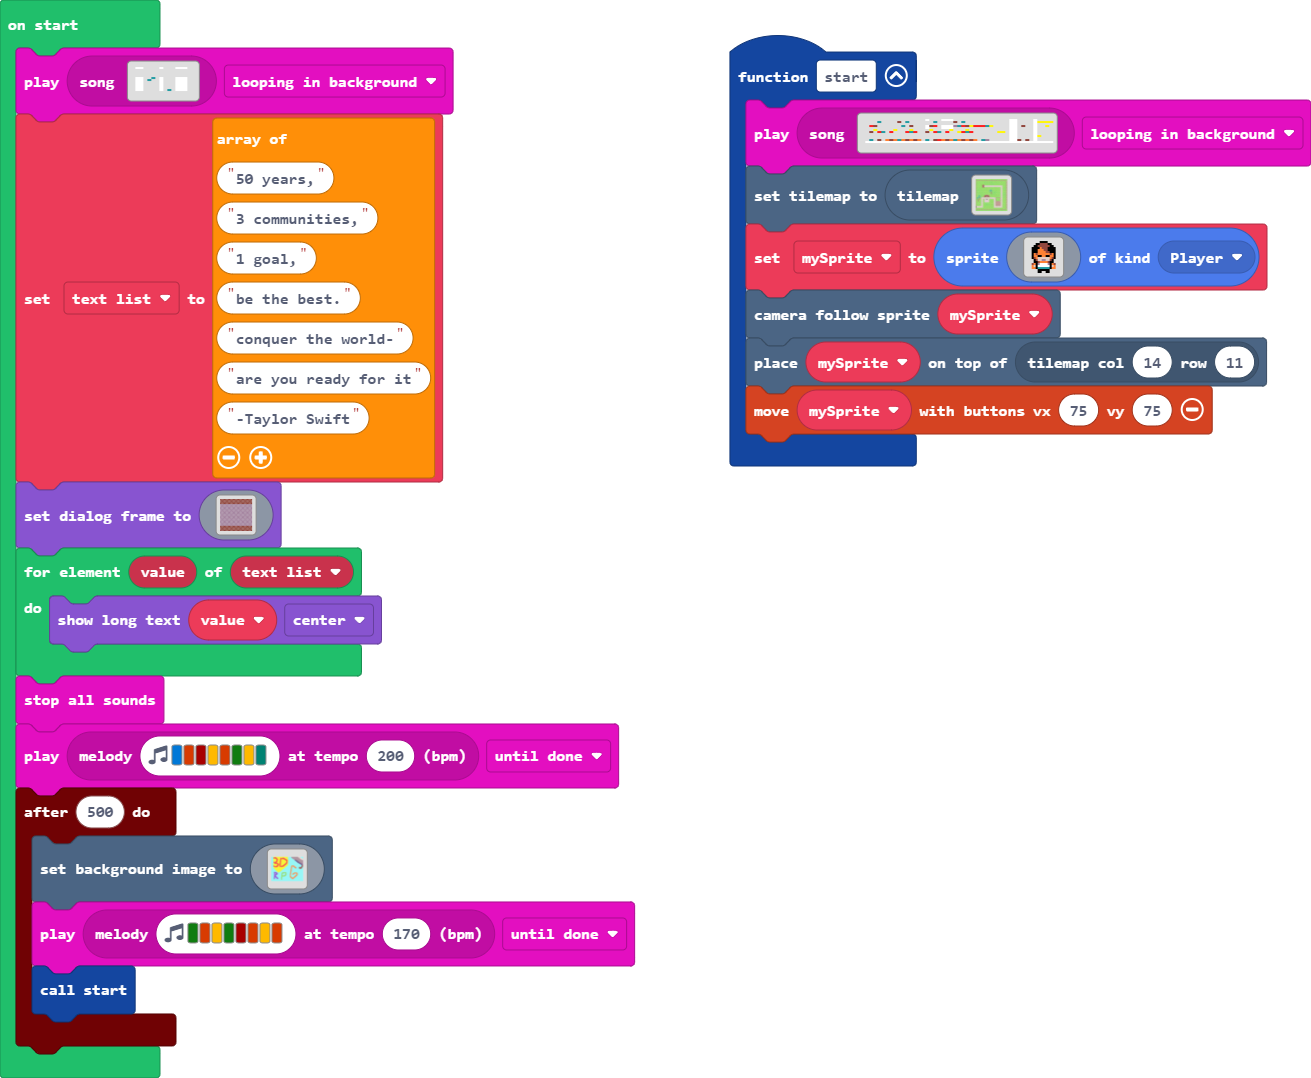 on start
play song looping in background
set text list to array of
"50 years,"
"3 communities,"
"1 goal,"
"be the best."
"conquer the world-"
"are you ready for it"
"-Taylor Swift"
set dialog frame to
for element value of text list
do show long text value center
stop all sounds
play melody at tempo 200 (bpm) until done
after 500 do
set background image to 3D RPG
play melody at tempo 170 (bpm) until done
call start
function start
play song looping in background
set tilemap to tilemap
set mySprite to sprite of kind Player
camera follow sprite mySprite
place mySprite on top of tilemap col 14 row 11
move mySprite with buttons vx 75 vy 75